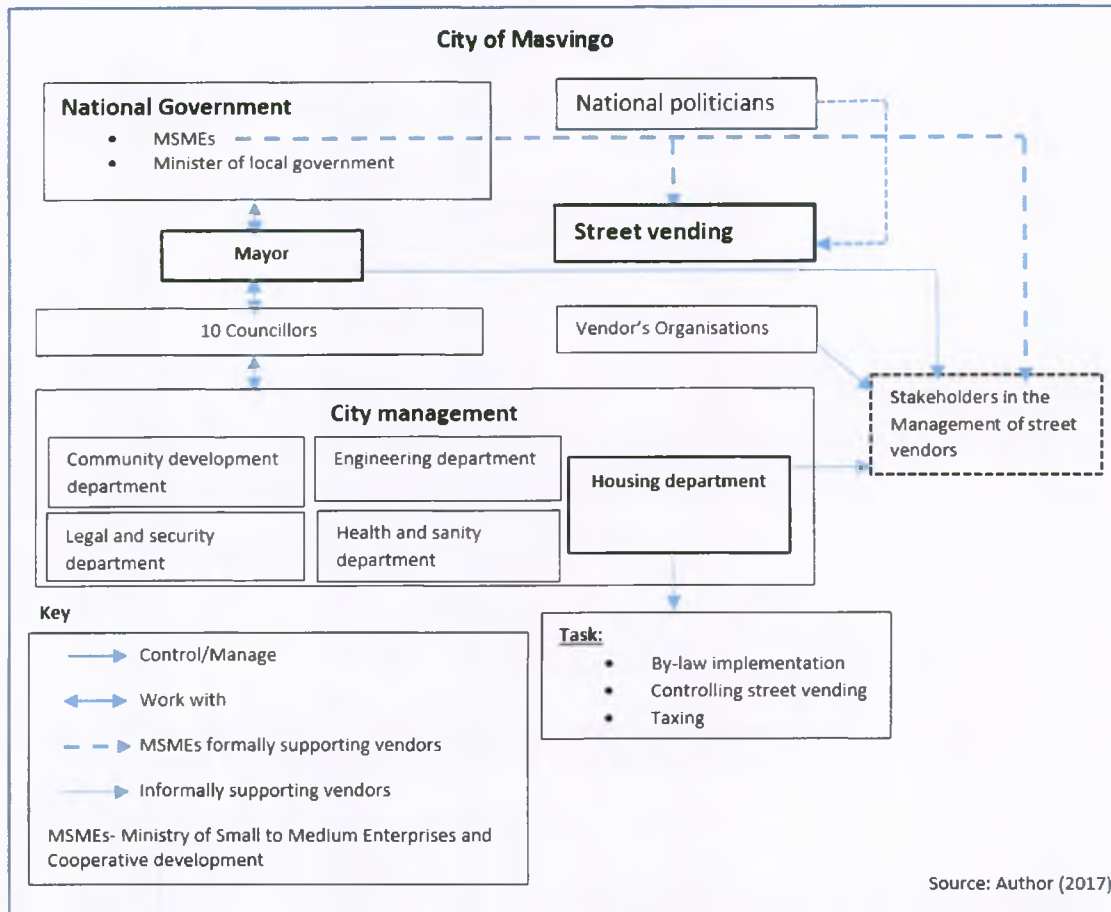 City of Masvingo
National Government
• MSMEs
• Minister of local government
National politicians
Street vending
Mayor
10 Councillors
Vendor's Organisations
Stakeholders in the
Management of street
vendors
City management
Community development
department
Engineering department
Housing department
Legal and security
department
Health and sanity
department
Task:
• By-law implementation
• Controlling street vending
• Taxing
Key
Control/Manage
Work with
MSMEs formally supporting vendors
Informally supporting vendors
MSMEs- Ministry of Small to Medium Enterprises and
Cooperative development
Source: Author (2017)